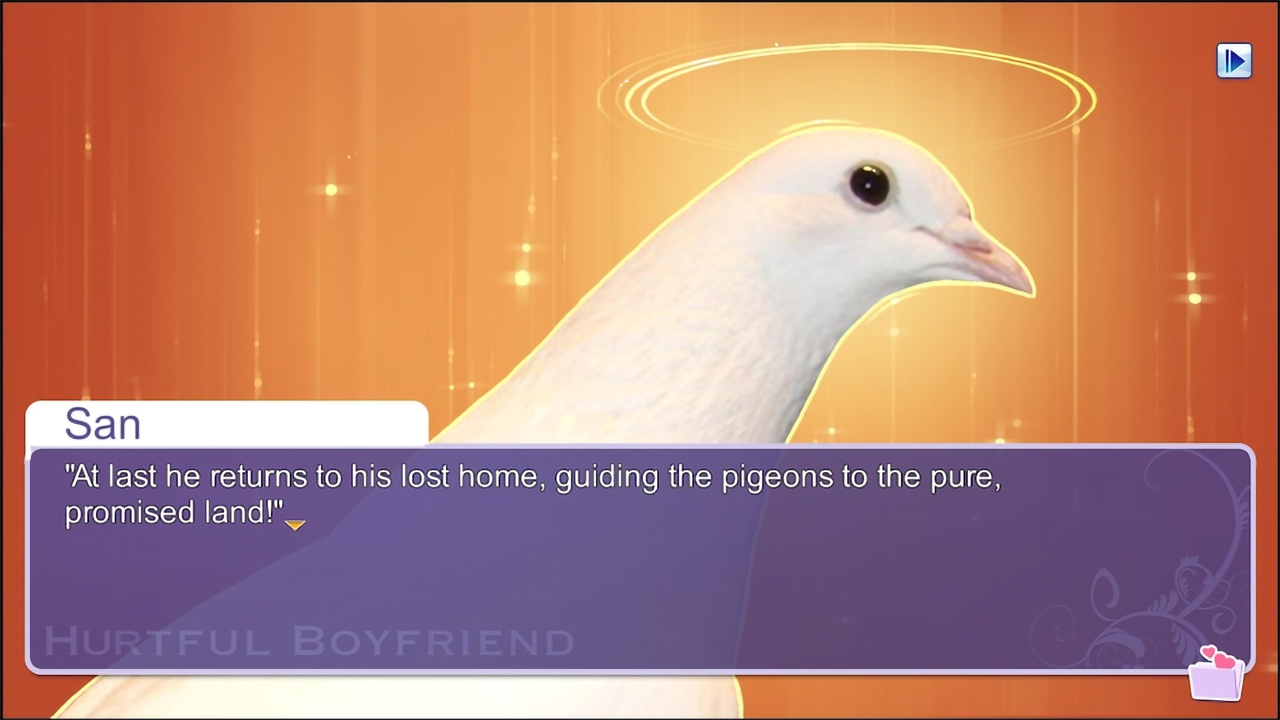 San
"At last he returns to his lost home, guiding the pigeons to the pure,
promised land!"
HURTFUL BOYFRIEND